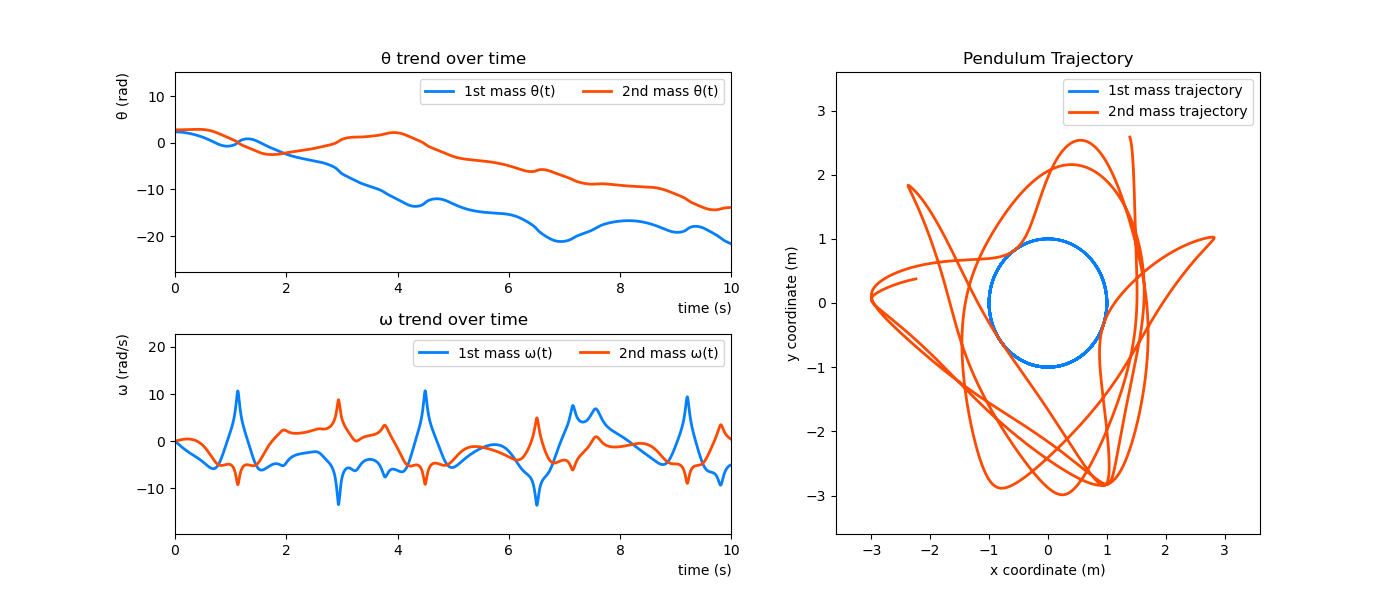 θ trend over time
θ (rad)
1st mass θ(t) 2nd mass θ(t)
10
0
−10
−20
0 2 4 6 8 10
time (s)
ω trend over time
ω (rad/s)
1st mass ω(t) 2nd mass ω(t)
20
10
0
−10
0 2 4 6 8 10
time (s)
Pendulum Trajectory
1st mass trajectory
2nd mass trajectory
y coordinate (m)
3
2
1
0
−1
−2
−3
−3 −2 −1 0 1 2 3
x coordinate (m)